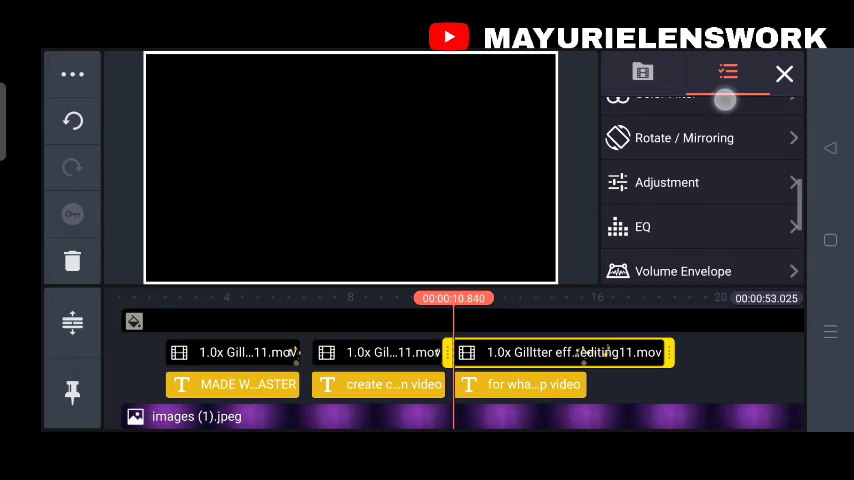 MAYURIELENSWORK
Rotate / Mirroring
Adjustment
EQ
Volume Envelope
4
8
00:00:10.840
16
20
00:00:53.025
1.0x Gill...11.mov
1.0x Gil...11.mov
1.0x Gilltter eff...editing11.mov
T MADE W...ASTER
T create c...n video
T for wha...p video
images (1).jpeg